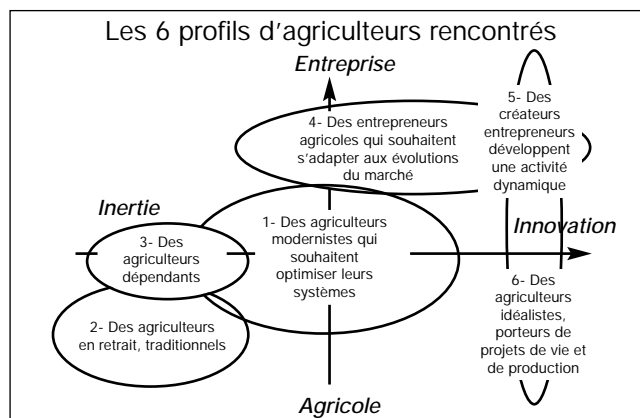 Les 6 profils d'agriculteurs rencontrés
Entreprise
4- Des entrepreneurs
agricoles qui souhaitent
s'adapter aux évolutions
du marché
5- Des
créateurs
entrepreneurs
développent
une activité
dynamique
Inertie
3- Des
agriculteurs
dépendants
1- Des agriculteurs
modernistes qui
souhaitent
optimiser leurs
systèmes
Innovation
2- Des agriculteurs
en retrait, traditionnels
6- Des
agriculteurs
idéalistes,
porteurs de
projets de vie et
de production
Agricole